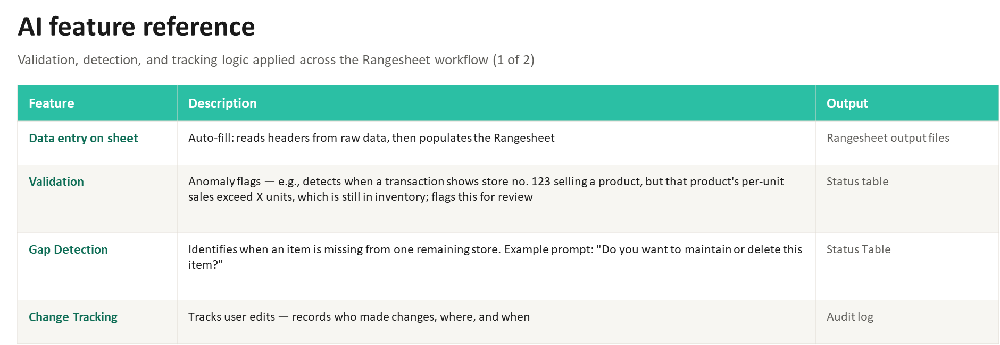 AI feature reference
Validation, detection, and tracking logic applied across the Rangesheet workflow (1 of 2)
Feature Description Output
Data entry on sheet Auto-fill: reads headers from raw data, then populates the Rangesheet Rangesheet output files
Validation Anomaly flags — e.g., detects when a transaction shows store no. 123 selling a product, but that product's per-unit Status table
sales exceed X units, which is still in inventory; flags this for review
Gap Detection Identifies when an item is missing from one remaining store. Example prompt: "Do you want to maintain or delete this Status Table
item?"
Change Tracking Tracks user edits — records who made changes, where, and when Audit log